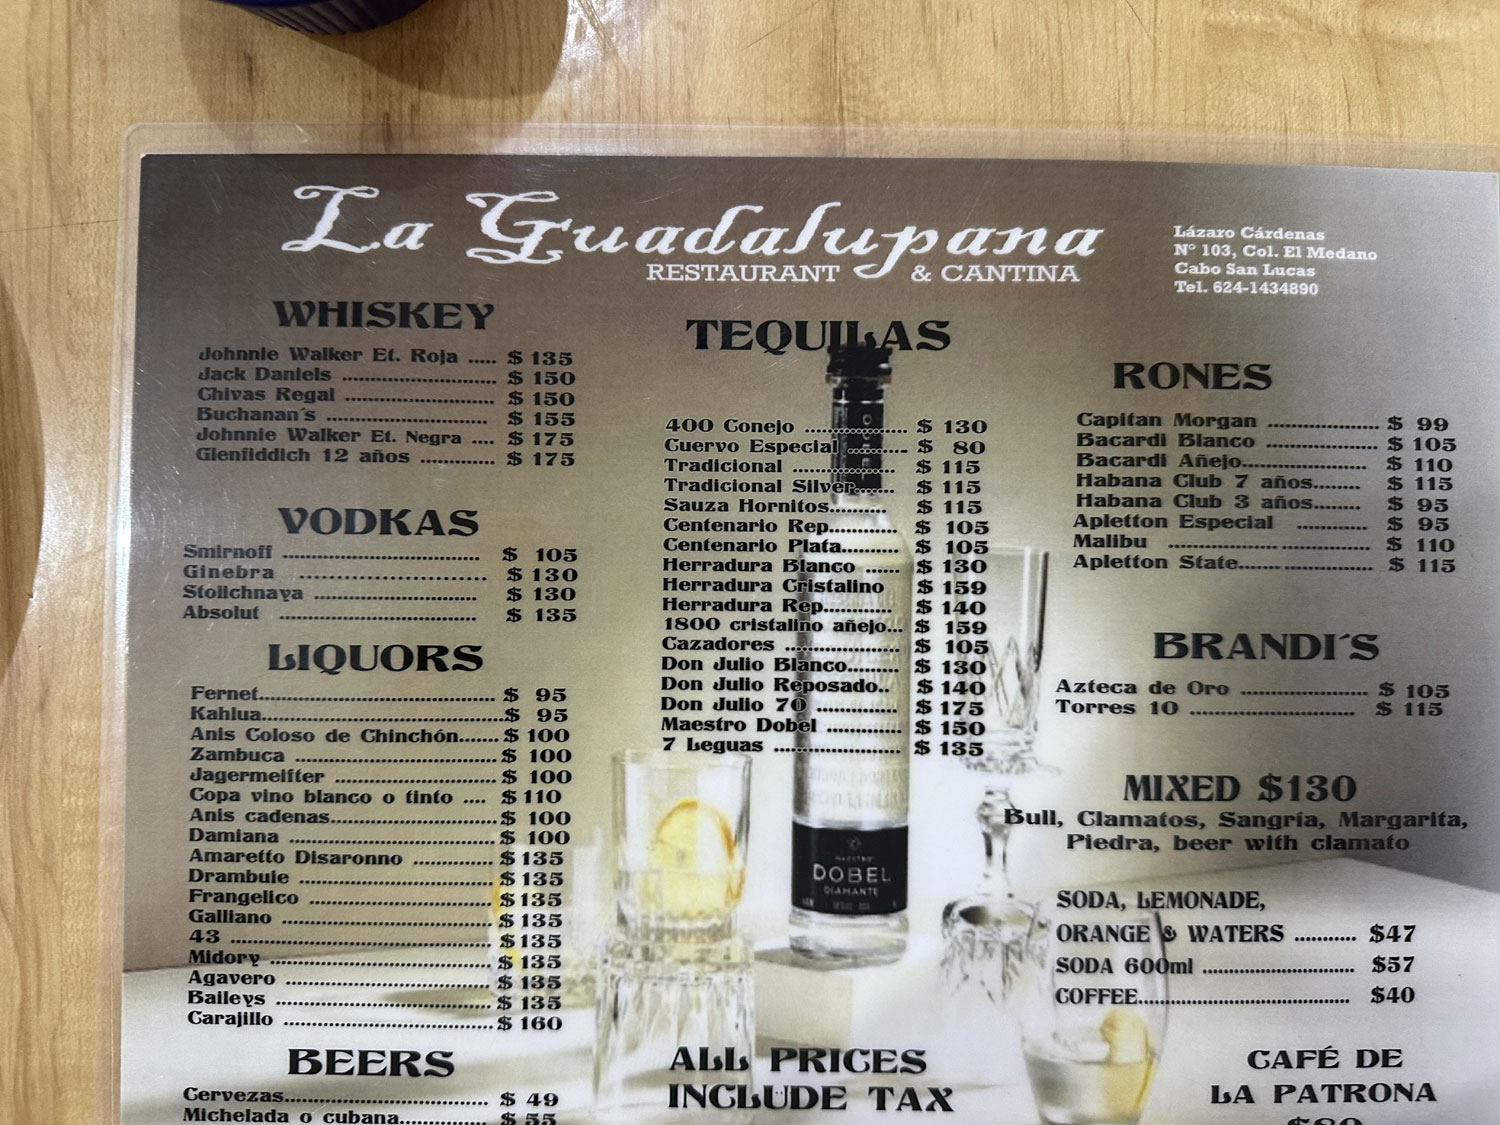 La Guadalupana
RESTAURANT & CANTINA
Lázaro Cárdenas
N° 103, Col. El Medano
Cabo San Lucas
Tel. 624-1434890
WHISKEY
Johnnie Walker Et. Roja ..... $ 135
Jack Daniels ............................ $ 150
Chivas Regal ........................... $ 150
Buchanan´s ............................. $ 155
Johnnie Walker Et. Negra .... $ 175
Glenfiddich 12 años ............. $ 175
VODKAS
Smirnoff .................................... $ 105
Ginebra .................................. $ 130
Stolichnaya ............................. $ 130
Absolut ................................... $ 135
LIQUORS
Fernet........................................... $ 95
Kahlua...........................................$ 95
Anis Coloso de Chinchón.......$ 100
Zambuca .......................................$ 100
Jagermeifter .............................$ 100
Copa vino blanco o tinto .... $110
Anis cadenas..............................$ 100
Damiana .....................................$ 100
Amaretto Disaronno ..............$ 135
Drambuie ...................................$ 135
Frangelico .................................$ 135
Galliano .....................................$ 135
43 ...............................................$ 135
Midory .......................................$ 135
Agavero .....................................$ 135
Baileys .......................................$ 135
Carajillo .....................................$ 160
BEERS
Cervezas..................................... $ 49
Michelada o cubana................$ 55
TEQUILAS
400 Conejo ..................... $ 130
Cuervo Especial ............ $ 80
Tradicional ..................... $ 115
Tradicional Silver....... $ 115
Sauza Hornitos.......... $ 115
Centenario Rep............ $ 105
Centenario Plata.......... $ 105
Herradura Blanco ...... $ 130
Herradura Cristalino $ 159
Herradura Rep............ $ 140
1800 cristalino añejo... $ 159
Cazadores .................... $ 105
Don Julio Blanco......... $ 130
Don Julio Reposado.. $ 140
Don Julio 70 .............. $ 175
Maestro Dobel ............. $ 150
7 Leguas ...................... $ 135
MAESTRO
DOBEL
DIAMANTE
ALL PRICES
INCLUDE TAX
RONES
Capitan Morgan .................... $ 99
Bacardi Blanco .................... $ 105
Bacardi Añejo...................... $ 110
Habana Club 7 años........ $ 115
Habana Club 3 años........ $ 95
Apletton Especial ............ $ 95
Malibu .................................... $ 110
Apletton State....................... $ 115
BRANDI´S
Azteca de Oro ...................... $ 105
Torres 10 ............................. $ 115
MIXED $130
Bull, Clamatos, Sangría, Margarita,
Piedra, beer with clamato
SODA, LEMONADE,
ORANGE & WATERS ............ $47
SODA 600ml .............................. $57
COFFEE......................................... $40
CAFÉ DE
LA PATRONA